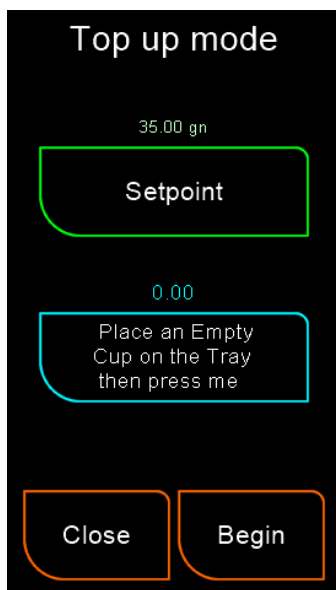 Top up mode
35.00 gn
Setpoint
0.00
Place an Empty
Cup on the Tray
then press me
Close
Begin